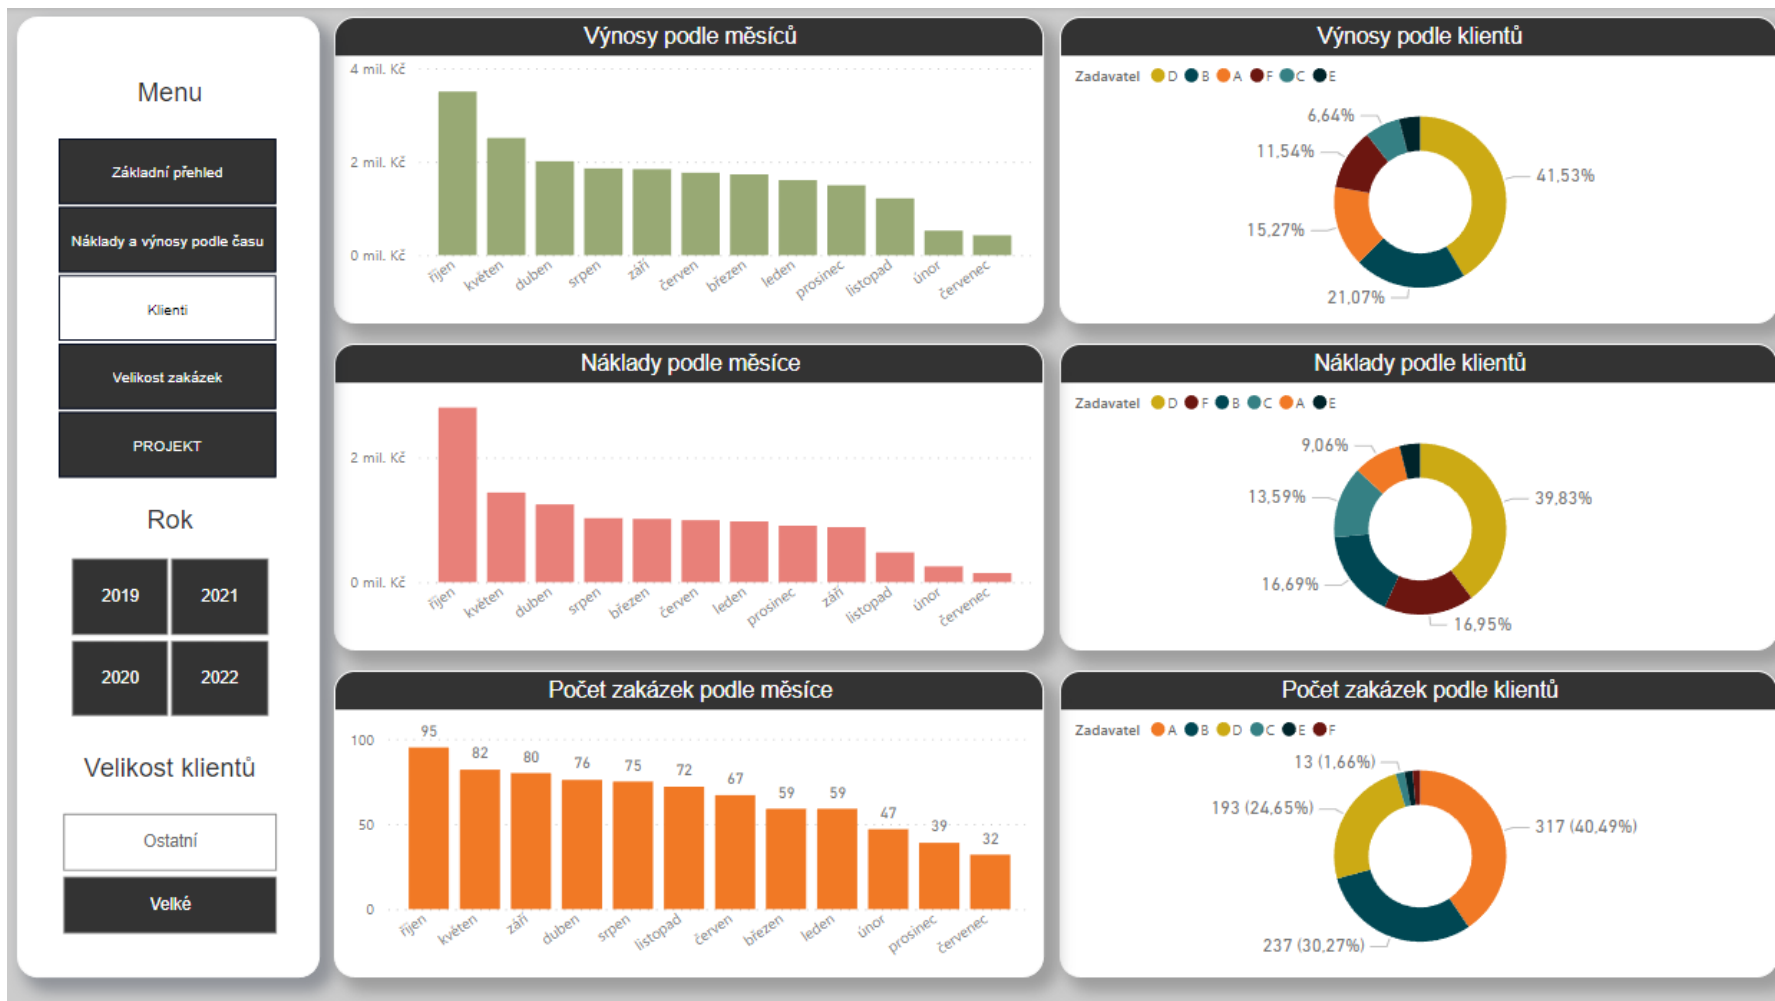 Menu
Základní přehled
Náklady a výnosy podle času
Klienti
Velikost zakázek
PROJEKT
Rok
2019
2021
2020
2022
Velikost klientů
Ostatní
Velké
Výnosy podle měsíců
4 mil. Kč
2 mil. Kč
0 mil. Kč
říjen
květen
duben
srpen
září
červen
březen
leden
prosinec
listopad
únor
červenec
Výnosy podle klientů
Zadavatel D B A F C E
6,64%
11,54%
41,53%
15,27%
21,07%
Náklady podle měsíce
2 mil. Kč
0 mil. Kč
říjen
květen
duben
srpen
březen
červen
leden
prosinec
září
listopad
únor
červenec
Náklady podle klientů
Zadavatel D F B C A E
9,06%
13,59%
39,83%
16,69%
16,95%
Počet zakázek podle měsíce
100
50
0
95
82
80
76
75
72
67
59
59
47
39
32
říjen
květen
září
duben
srpen
listopad
červen
březen
leden
únor
prosinec
červenec
Počet zakázek podle klientů
Zadavatel A B D C E F
13 (1,66%)
193 (24,65%)
317 (40,49%)
237 (30,27%)